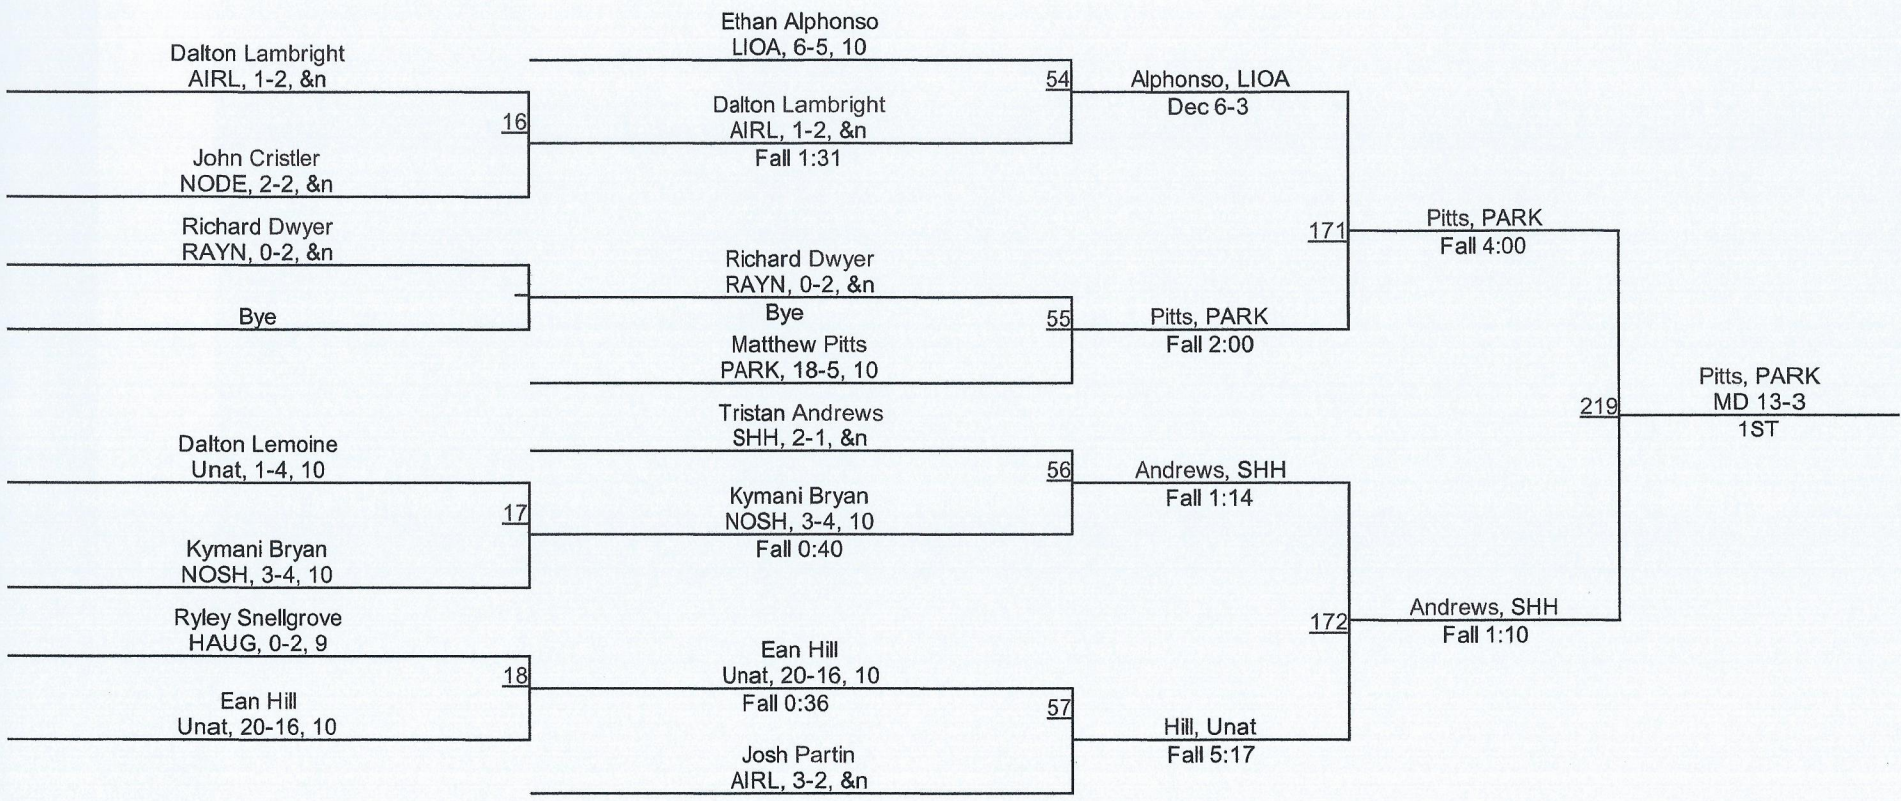 Dalton Lambright
AIRL, 1-2, &n
16
John Cristler
NODE, 2-2, &n
Richard Dwyer
RAYN, 0-2, &n
Bye
Dalton Lemoine
Unat, 1-4, 10
17
Kymani Bryan
NOSH, 3-4, 10
Ryley Snellgrove
HAUG, 0-2, 9
18
Ean Hill
Unat, 20-16, 10
Ethan Alphonso
LIOA, 6-5, 10
54
Dalton Lambright
AIRL, 1-2, &n
Fall 1:31
Richard Dwyer
RAYN, 0-2, &n
Bye
55
Matthew Pitts
PARK, 18-5, 10
Tristan Andrews
SHH, 2-1, &n
56
Kymani Bryan
NOSH, 3-4, 10
Fall 0:40
Ean Hill
Unat, 20-16, 10
Fall 0:36
57
Josh Partin
AIRL, 3-2, &n
Alphonso, LIOA
Dec 6-3
171
Pitts, PARK
Fall 2:00
Andrews, SHH
Fall 1:14
172
Hill, Unat
Fall 5:17
Pitts, PARK
Fall 4:00
219
Andrews, SHH
Fall 1:10
Pitts, PARK
MD 13-3
1ST